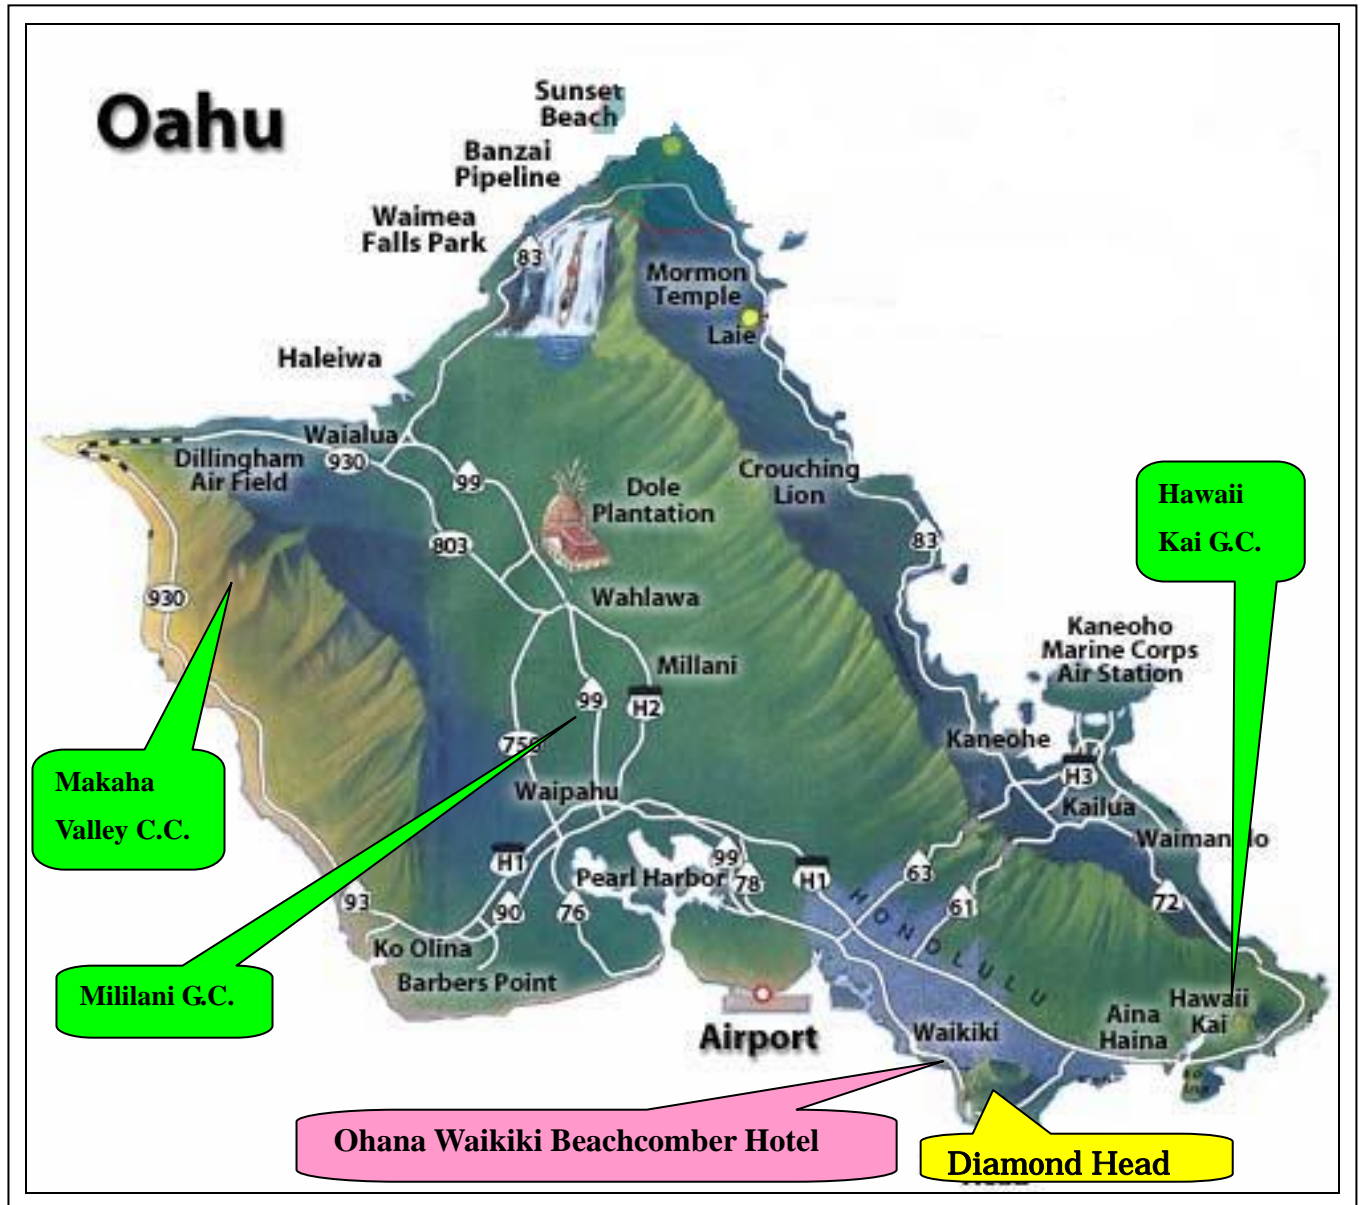 Oahu
Sunset
Beach
Banzai
Pipeline
Waimea
Falls Park
83
Mormon
Temple
Laie
Haleiwa
Waialua
930
Dillingham
Air Field
99
Dole
Plantation
Crouching
Lion
Hawaii
Kai G.C.
803
83
930
Wahlawa
Kaneoho
Marine Corps
Air Station
Millani
99
H2
Kaneohe
H3
Makaha
Valley C.C.
Waipahu
Kailua
H1
Pearl Harbor
99
78
H1
63
61
72
93
90
76
HONOLULU
Ko Olina
Barbers Point
Mililani G.C.
Airport
Waikiki
Aina
Haina
Hawaii
Kai
Ohana Waikiki Beachcomber Hotel
Diamond Head